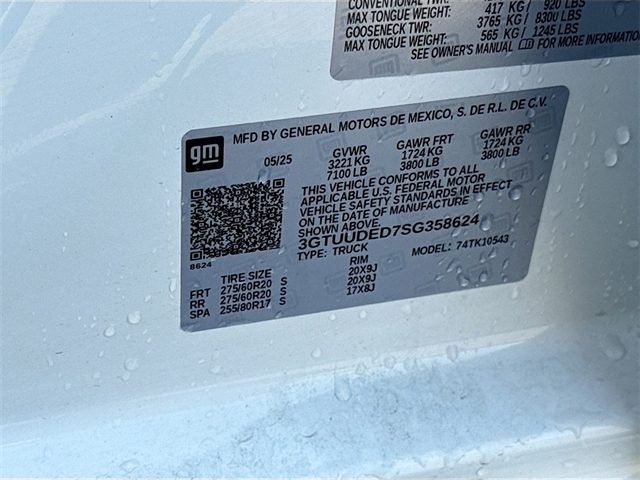 CONVENTIONAL TWR:
MAX TONGUE WEIGHT: 417 KG / 920 LBS
GOOSENECK TWR: 3765 KG / 8300 LBS
MAX TONGUE WEIGHT: 565 KG / 1245 LBS
SEE OWNER'S MANUAL FOR MORE INFORMATION
gm
MFD BY GENERAL MOTORS DE MEXICO, S. DE R.L. DE C.V.
05/25 GVWR GAWR FRT GAWR RR
3221 KG 1724 KG 1724 KG
7100 LB 3800 LB 3800 LB
THIS VEHICLE CONFORMS TO ALL
APPLICABLE U.S. FEDERAL MOTOR
VEHICLE SAFETY STANDARDS IN EFFECT
ON THE DATE OF MANUFACTURE
SHOWN ABOVE.
3GTUUDED7SG358624
8624
TYPE: TRUCK MODEL: 74TK10543
TIRE SIZE RIM
FRT 275/60R20 S 20X9J
RR 275/60R20 S 20X9J
SPA 255/80R17 S 17X8J